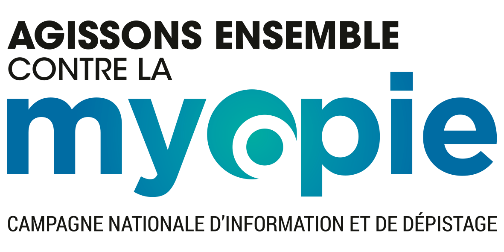 AGISSONS ENSEMBLE
CONTRE LA
myopie
CAMPAGNE NATIONALE D'INFORMATION ET DE DÉPISTAGE